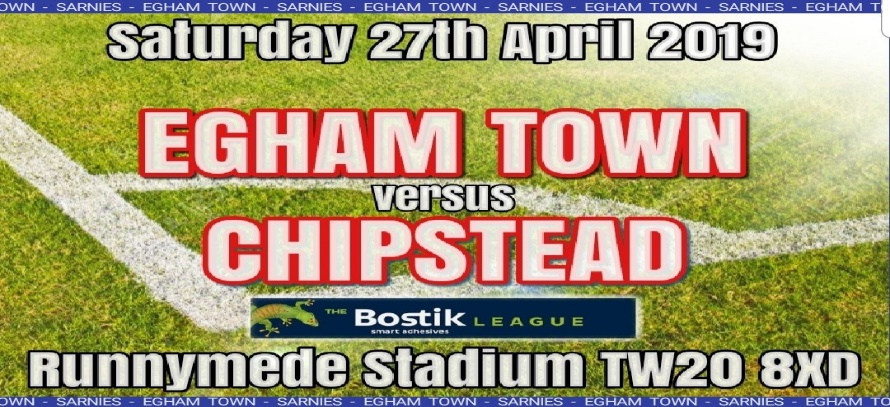 OWN - SARNIES - EGHAM TOWN - SARNIES - EGHAM TOWN - SARNIES - EGHAM TOWN - SARNIES - EGHAM T
Saturday 27th April 2019
EGHAM TOWN
versus
CHIPSTEAD
THE Bostik LEAGUE
smart adhesives
Runnymede Stadium TW20 8XD
OWN - SARNIES - EGHAM TOWN - SARNIES - EGHAM TOWN - SARNIES - EGHAM TOWN - SARNIES - EGHAM TO